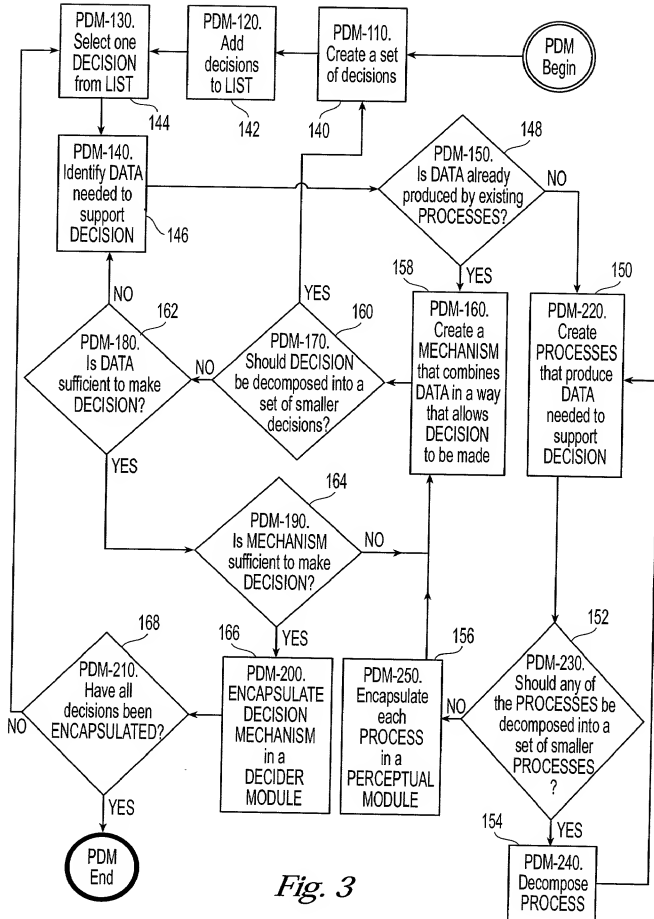 PDM-130.
Select one
DECISION
from LIST
144
PDM-120.
Add
decisions
to LIST
142
PDM-110.
Create a set
of decisions
140
PDM
Begin
PDM-140.
Identify DATA
needed to
support
DECISION
146
148
PDM-150.
Is DATA already
produced by existing
PROCESSES?
NO
YES
158
150
162
NO
YES
160
PDM-180.
Is DATA
sufficient to make
DECISION?
YES
NO
PDM-170.
Should DECISION
be decomposed into a
set of smaller
decisions?
PDM-160.
Create a
MECHANISM
that combines
DATA in a way
that allows
DECISION
to be made
PDM-220.
Create
PROCESSES
that produce
DATA
needed to
support
DECISION
164
PDM-190.
Is MECHANISM
sufficient to make
DECISION?
NO
YES
168
166
156
152
PDM-210.
Have all
decisions been
ENCAPSULATED?
NO
YES
PDM-200.
ENCAPSULATE
DECISION
MECHANISM
in a
DECIDER
MODULE
PDM-250.
Encapsulate
each
PROCESS
in a
PERCEPTUAL
MODULE
NO
PDM-230.
Should any of
the PROCESSES be
decomposed into a
set of smaller
PROCESSES
?
YES
154
PDM-240.
Decompose
PROCESS
PDM
End
Fig. 3